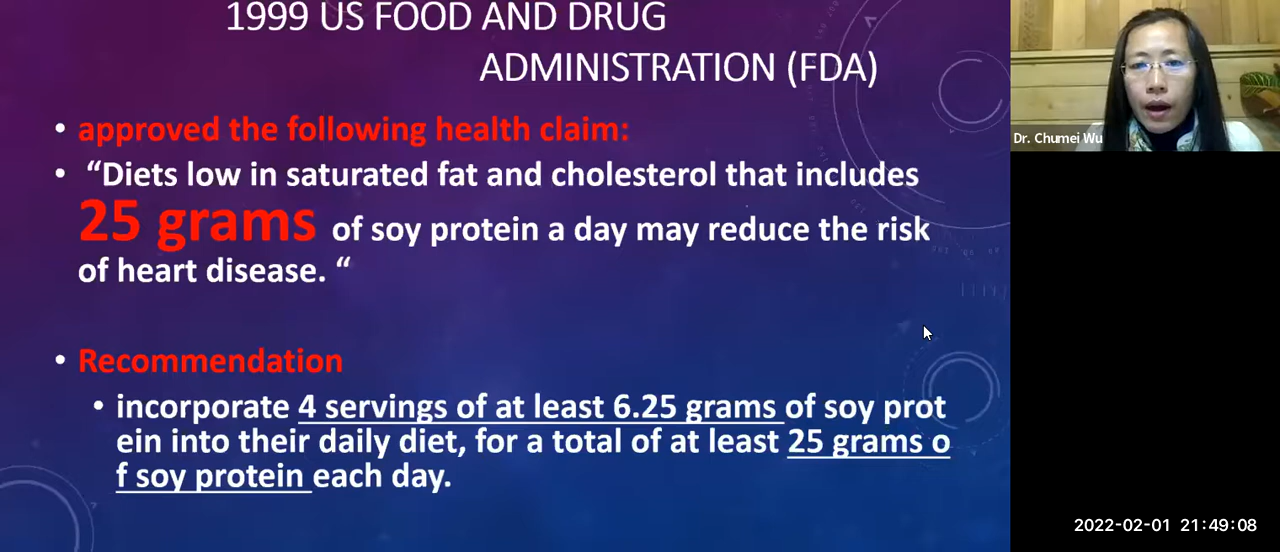 1999 US FOOD AND DRUG
ADMINISTRATION (FDA)
• approved the following health claim:
• “Diets low in saturated fat and cholesterol that includes
25 grams of soy protein a day may reduce the risk
of heart disease. “
• Recommendation
• incorporate 4 servings of at least 6.25 grams of soy prot
ein into their daily diet, for a total of at least 25 grams o
f soy protein each day.
Dr. Chumei Wu
2022-02-01 21:49:08